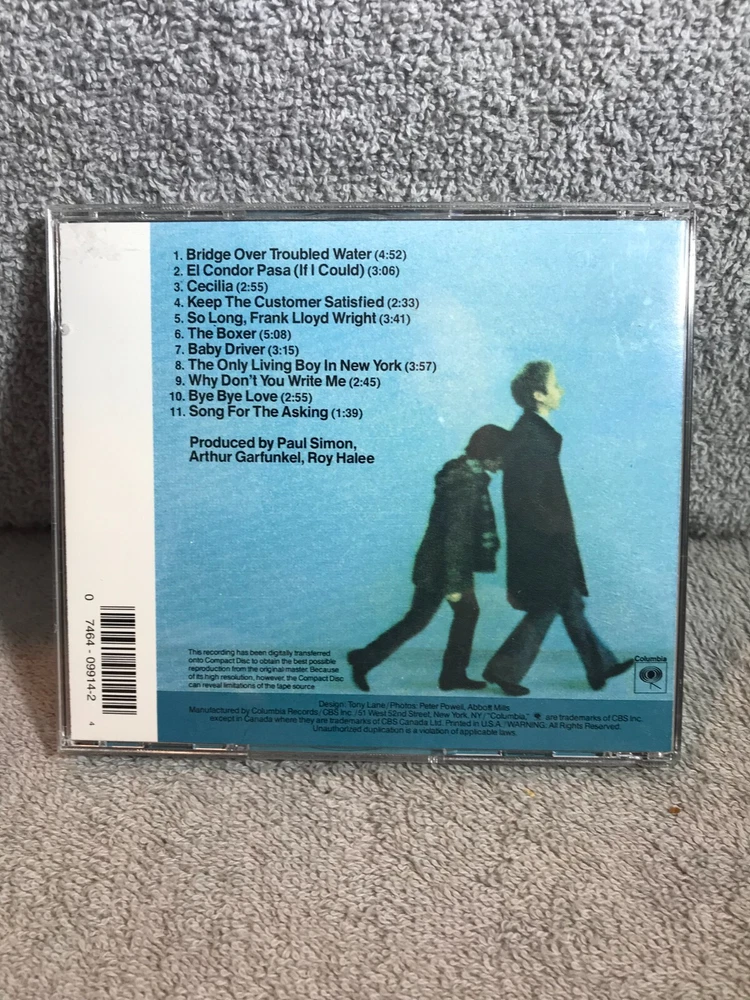 1. Bridge Over Troubled Water (4:52)
2. El Condor Pasa (If I Could) (3:06)
3. Cecilia (2:55)
4. Keep The Customer Satisfied (2:33)
5. So Long, Frank Lloyd Wright (3:41)
6. The Boxer (5:08)
7. Baby Driver (3:15)
8. The Only Living Boy In New York (3:57)
9. Why Don't You Write Me (2:45)
10. Bye Bye Love (2:55)
11. Song For The Asking (1:39)
Produced by Paul Simon,
Arthur Garfunkel, Roy Halee
This recording has been digitally transferred
onto Compact Disc to obtain the best possible
reproduction from the original master. Because
of its high resolution, however, the Compact Disc
can reveal limitations of the tape source
Columbia
Design: Tony Lane/Photos: Peter Powell, Abbott Mills
Manufactured by Columbia Records/CBS Inc./51 West 52nd Street, New York, NY/"Columbia," are trademarks of CBS Inc.
except in Canada where they are trademarks of CBS Canada Ltd. Printed in U.S.A./WARNING: All Rights Reserved.
Unauthorized duplication is a violation of applicable laws.
0 7464-09914-2 4